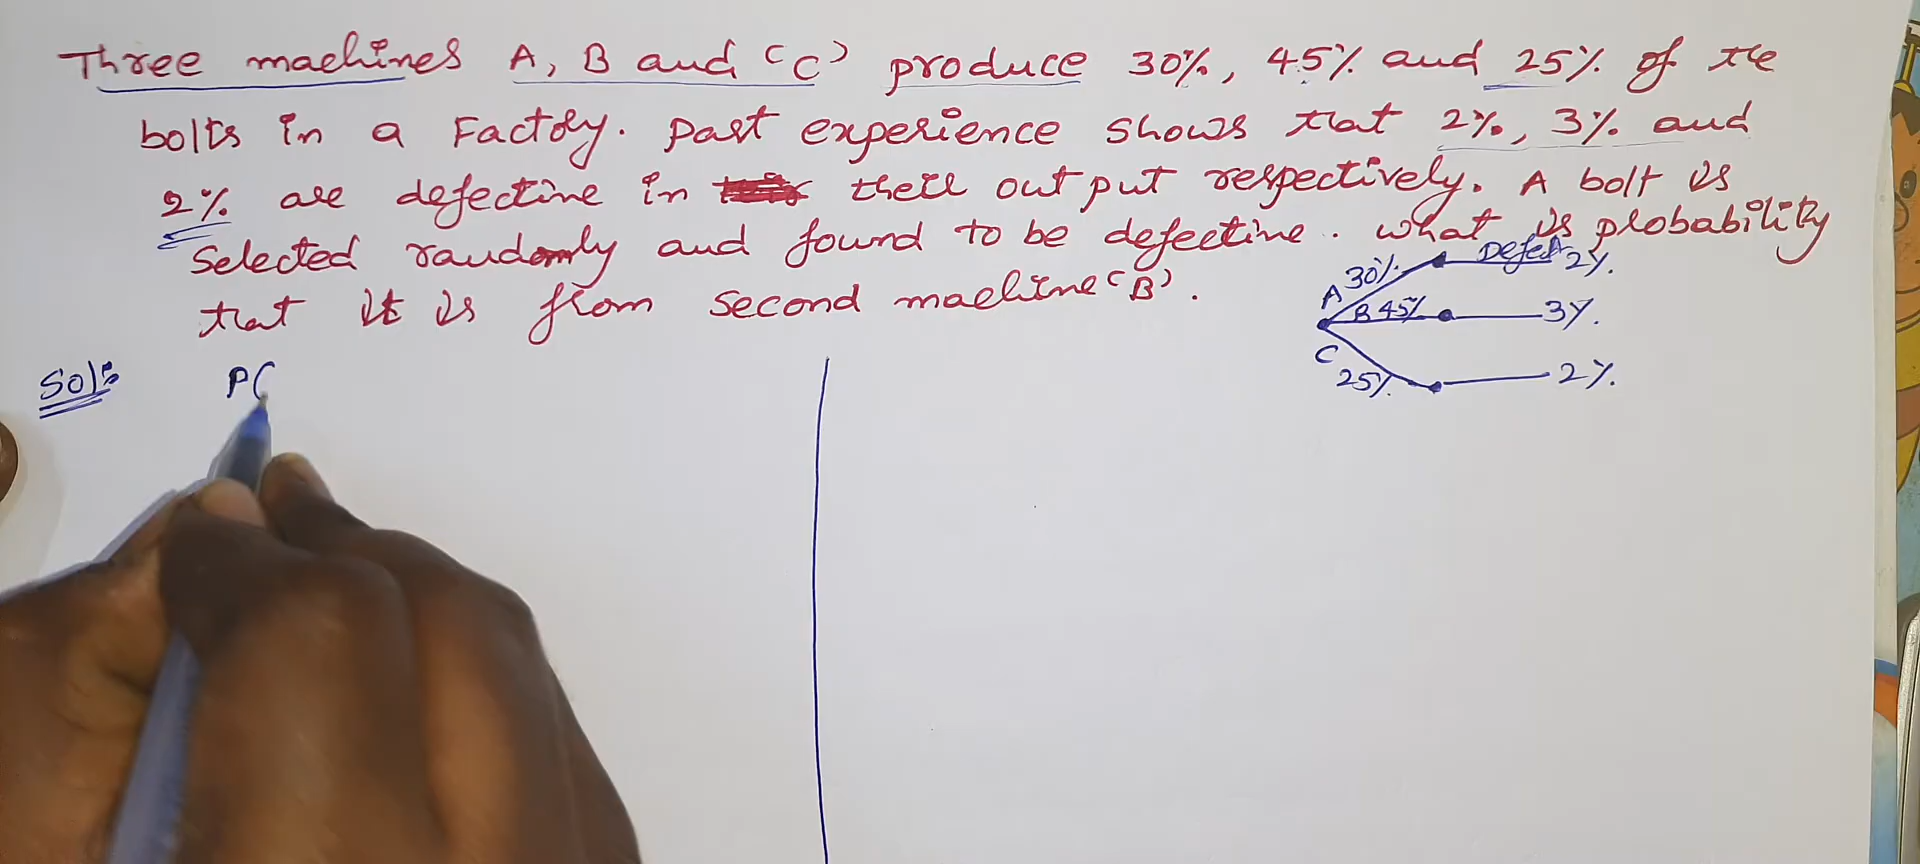 Three machines A, B and 'C' produce 30%, 45% and 25% of the
bolts in a Factory. Past experience shows that 2%, 3% and
2% are defective in their out put respectively. A bolt is
Selected randomly and found to be defective. what is probability
that it is from second machine 'B'.
A 30% Defect 2%.
B 45% 3%.
C 25% 2%.
Sol:
P(